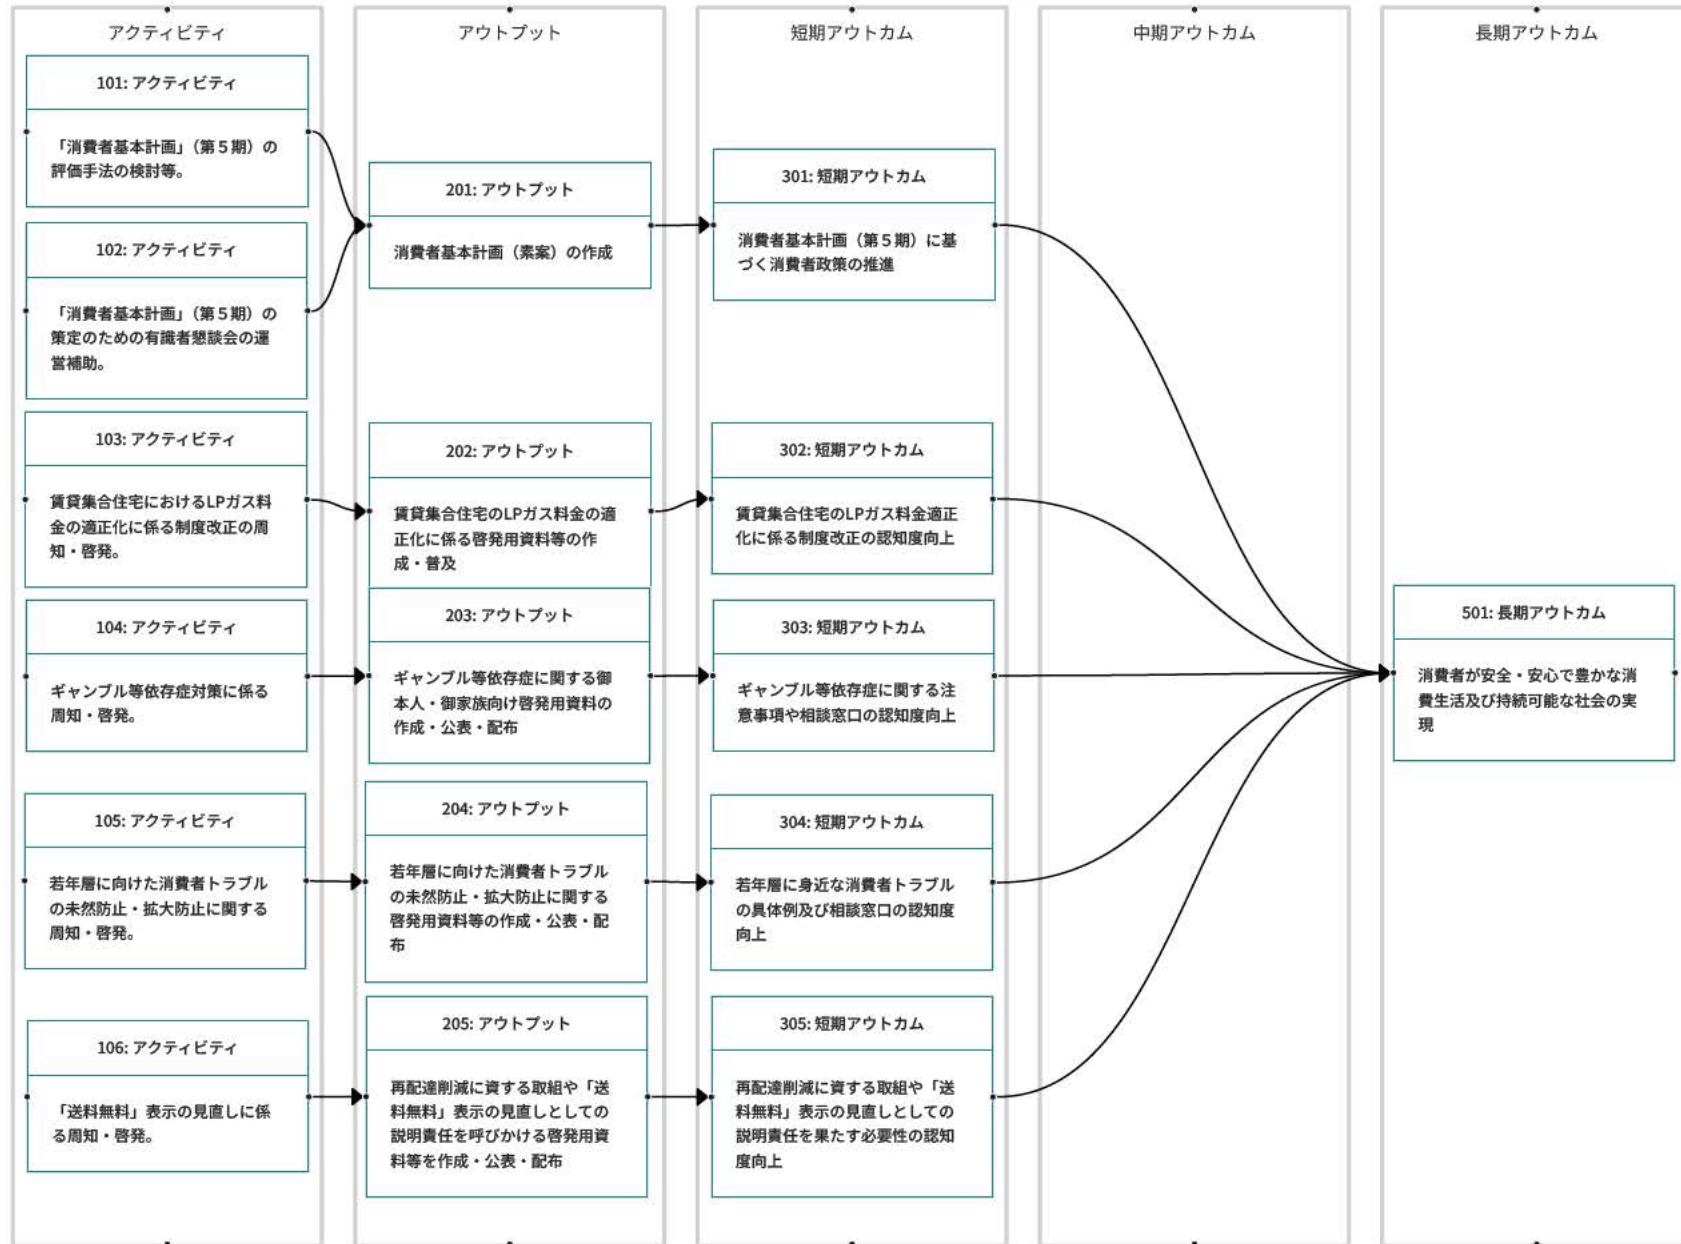 アクティビティ
101: アクティビティ
「消費者基本計画」（第５期）の
評価手法の検討等。
102: アクティビティ
「消費者基本計画」（第５期）の
策定のための有識者懇談会の運
営補助。
103: アクティビティ
賃貸集合住宅におけるLPガス料
金の適正化に係る制度改正の周
知・啓発。
104: アクティビティ
ギャンブル等依存症対策に係る
周知・啓発。
105: アクティビティ
若年層に向けた消費者トラブル
の未然防止・拡大防止に関する
周知・啓発。
106: アクティビティ
「送料無料」表示の見直しに係
る周知・啓発。
アウトプット
201: アウトプット
消費者基本計画（素案）の作成
202: アウトプット
賃貸集合住宅のLPガス料金の適
正化に係る啓発用資料等の作
成・普及
203: アウトプット
ギャンブル等依存症に関する御
本人・御家族向け啓発用資料の
作成・公表・配布
204: アウトプット
若年層に向けた消費者トラブル
の未然防止・拡大防止に関する
啓発用資料等の作成・公表・配
布
205: アウトプット
再配達削減に資する取組や「送
料無料」表示の見直しとしての
説明責任を呼びかける啓発用資
料等を作成・公表・配布
短期アウトカム
301: 短期アウトカム
消費者基本計画（第５期）に基
づく消費者政策の推進
302: 短期アウトカム
賃貸集合住宅のLPガス料金適正
化に係る制度改正の認知度向上
303: 短期アウトカム
ギャンブル等依存症に関する注
意事項や相談窓口の認知度向上
304: 短期アウトカム
若年層に身近な消費者トラブル
の具体例及び相談窓口の認知度
向上
305: 短期アウトカム
再配達削減に資する取組や「送
料無料」表示の見直しとしての
説明責任を果たす必要性の認知
度向上
中期アウトカム
長期アウトカム
501: 長期アウトカム
消費者が安全・安心で豊かな消
費生活及び持続可能な社会の実
現